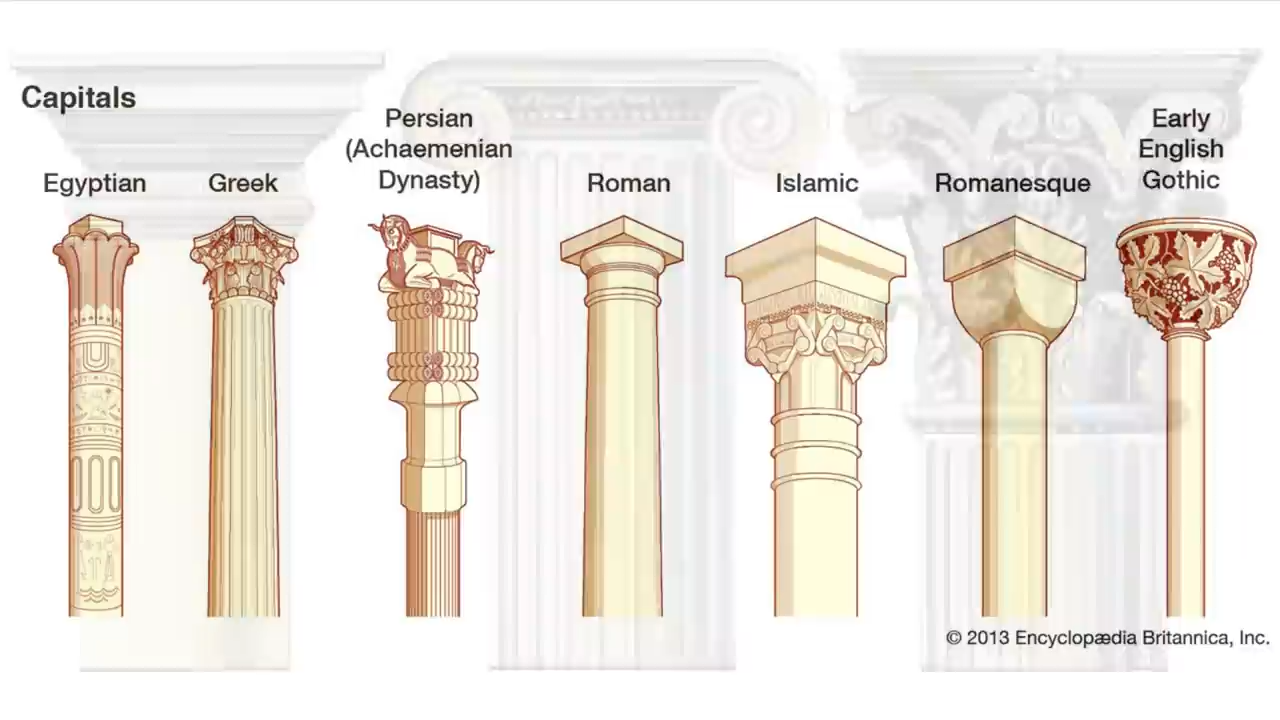 Capitals
Egyptian
Greek
Persian
(Achaemenian
Dynasty)
Roman
Islamic
Romanesque
Early
English
Gothic
© 2013 Encyclopædia Britannica, Inc.